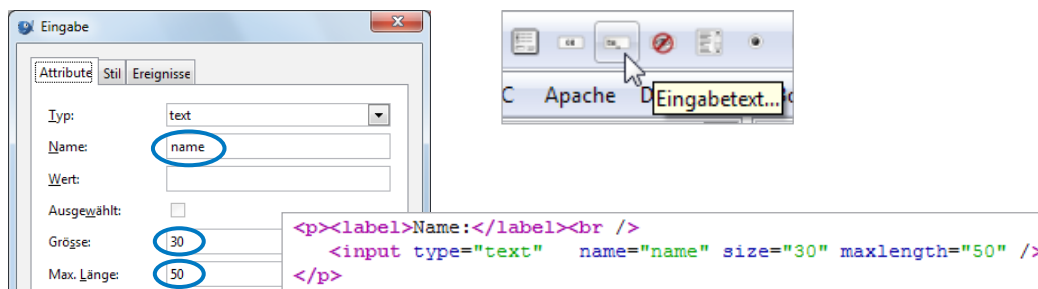 Eingabe
Attribute Stil Ereignisse
Typ: text
Name: name
Wert:
Ausgewählt:
Grösse: 30
Max. Länge: 50
C Apache D
Eingabetext...
<p><label>Name:</label><br />
<input type="text" name="name" size="30" maxlength="50" />
</p>